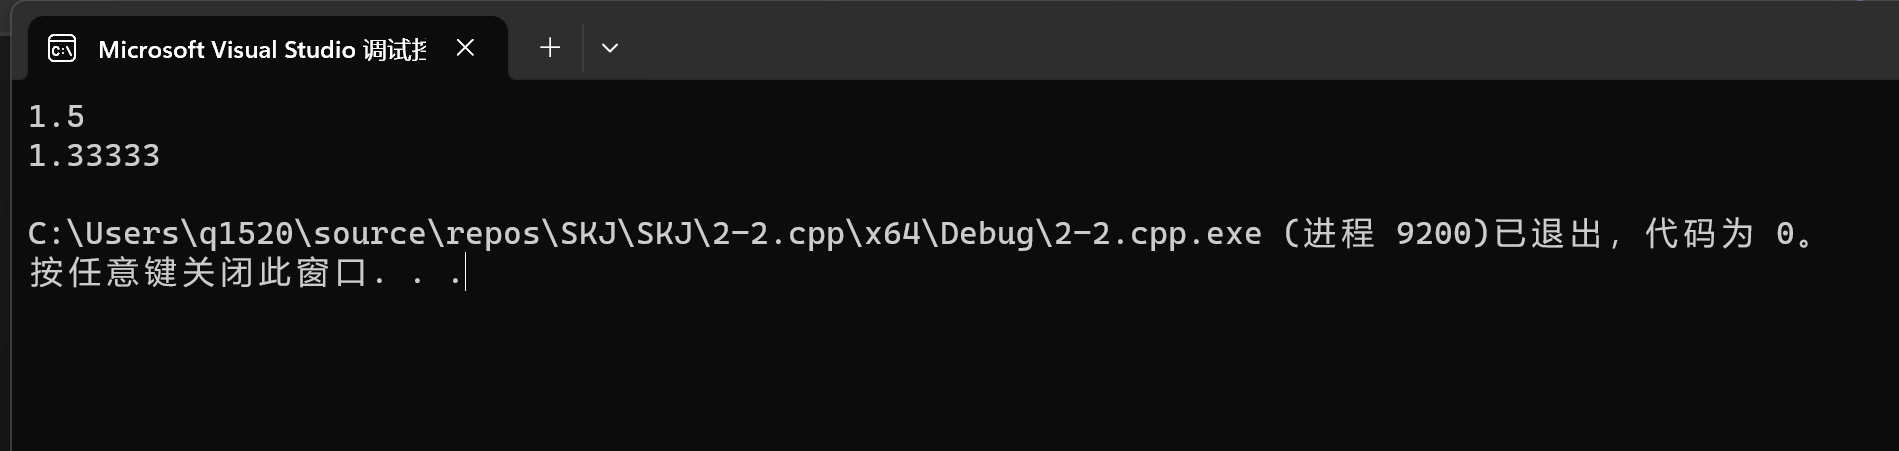 Microsoft Visual Studio 调试控
1.5
1.33333
C:\Users\q1520\source\repos\SKJ\SKJ\2-2.cpp\x64\Debug\2-2.cpp.exe (进程 9200)已退出，代码为 0。
按任意键关闭此窗口. . .